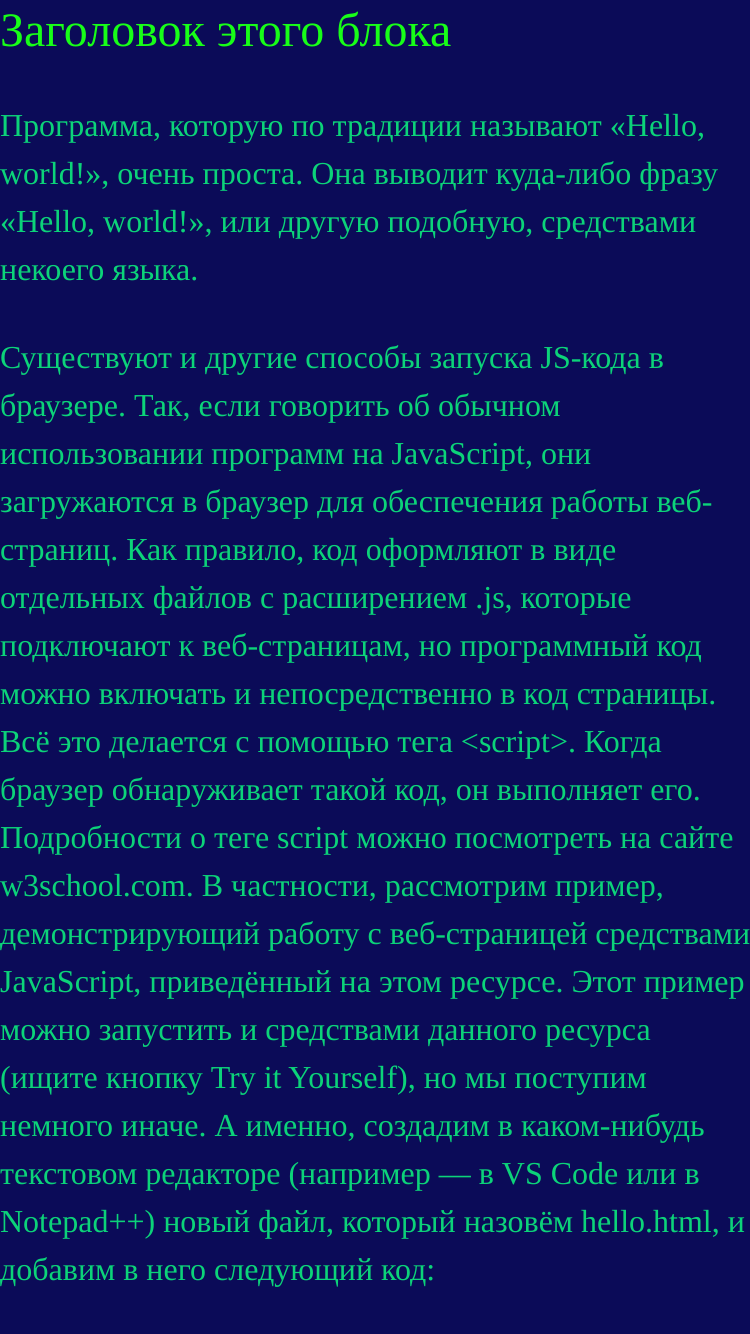 Заголовок этого блока
Программа, которую по традиции называют «Hello,
world!», очень проста. Она выводит куда-либо фразу
«Hello, world!», или другую подобную, средствами
некоего языка.
Существуют и другие способы запуска JS-кода в
браузере. Так, если говорить об обычном
использовании программ на JavaScript, они
загружаются в браузер для обеспечения работы веб-
страниц. Как правило, код оформляют в виде
отдельных файлов с расширением .js, которые
подключают к веб-страницам, но программный код
можно включать и непосредственно в код страницы.
Всё это делается с помощью тега <script>. Когда
браузер обнаруживает такой код, он выполняет его.
Подробности о теге script можно посмотреть на сайте
w3school.com. В частности, рассмотрим пример,
демонстрирующий работу с веб-страницей средствами
JavaScript, приведённый на этом ресурсе. Этот пример
можно запустить и средствами данного ресурса
(ищите кнопку Try it Yourself), но мы поступим
немного иначе. А именно, создадим в каком-нибудь
текстовом редакторе (например — в VS Code или в
Notepad++) новый файл, который назовём hello.html, и
добавим в него следующий код: